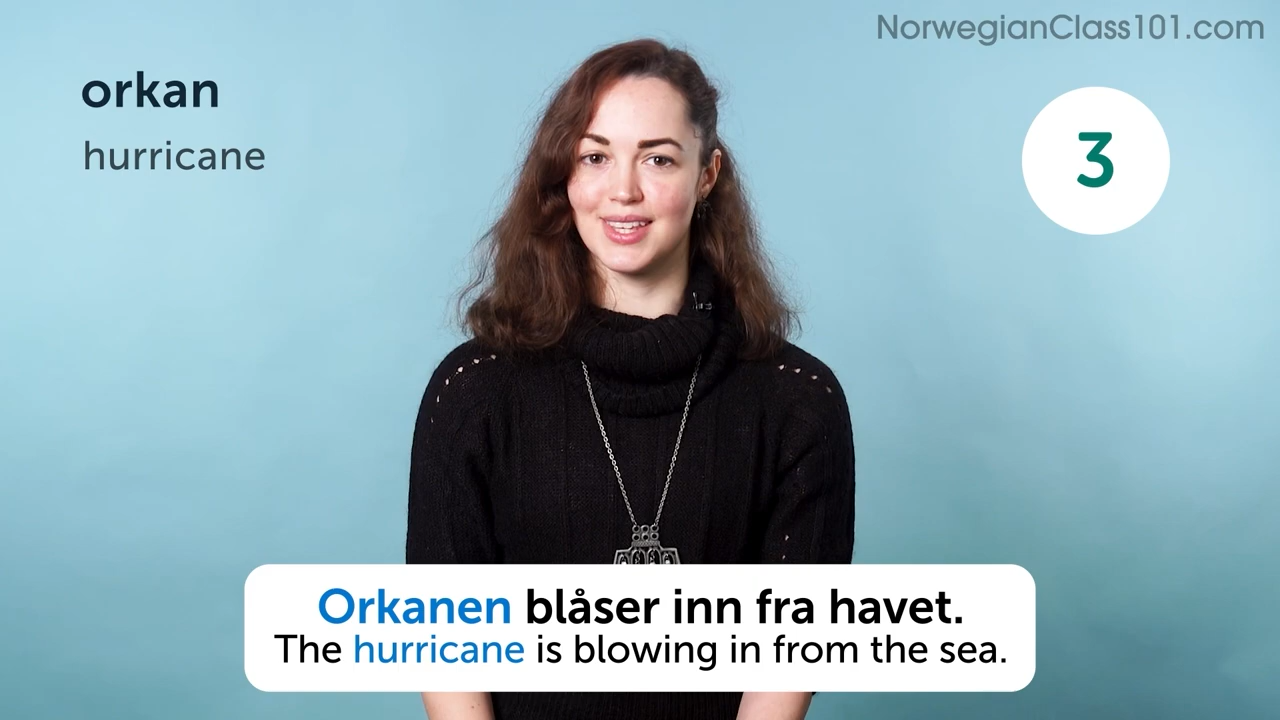 NorwegianClass101.com
orkan
hurricane
3
Orkanen blåser inn fra havet.
The hurricane is blowing in from the sea.